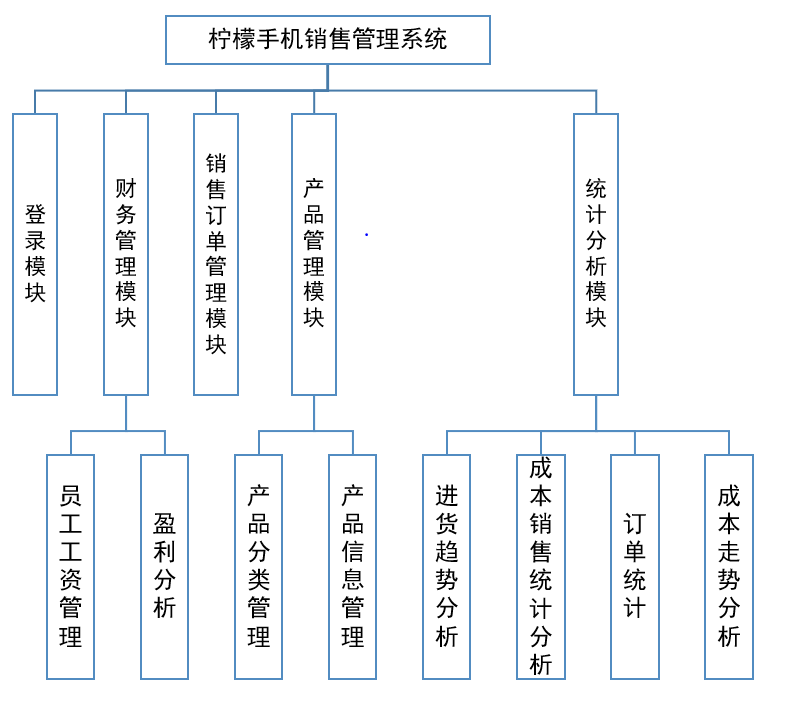 柠檬手机销售管理系统
登录模块
财务管理模块
销售订单管理模块
产品管理模块
统计分析模块
员工工资管理
盈利分析
产品分类管理
产品信息管理
进货趋势分析
成本销售统计分析
订单统计
成本走势分析